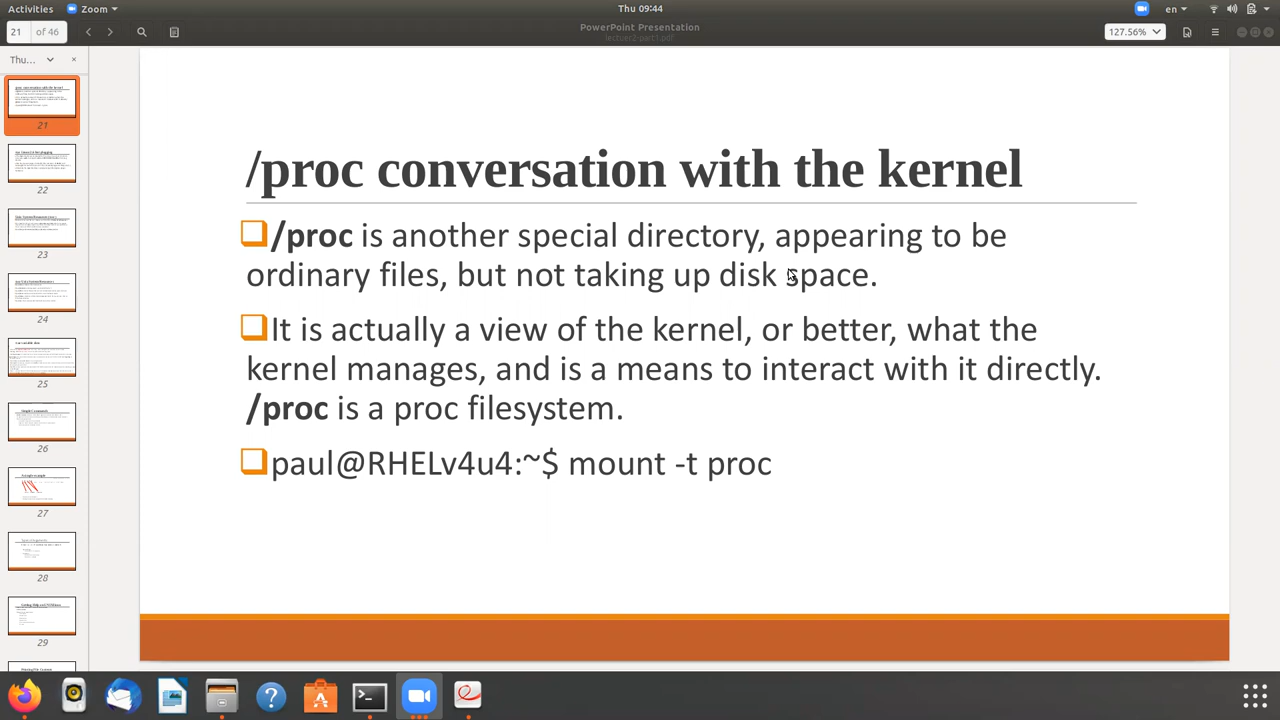 Activities
Zoom
Thu 09:44
en
21 of 46
PowerPoint Presentation
lectuer2-part1.pdf
127.56%
Thu...
/proc conversation with the kernel
/proc is another special directory, appearing to be
ordinary files, but not taking up disk space.
It is actually a view of the kernel, or better, what the
kernel manages, and is a means to interact with it directly.
/proc is a proc filesystem.
paul@RHELv4u4:~$ mount -t proc
21
22
23
24
25
26
27
28
29